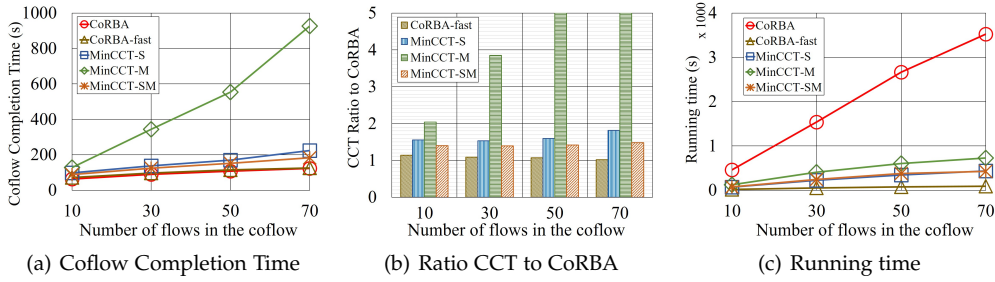 1000
800
600
400
200
0
Coflow Completion Time (s)
CoRBA
CoRBA-fast
MinCCT-S
MinCCT-M
MinCCT-SM
10 30 50 70
Number of flows in the coflow
(a) Coflow Completion Time
5
4
3
2
1
0
CCT Ratio to CoRBA
CoRBA-fast
MinCCT-S
MinCCT-M
MinCCT-SM
10 30 50 70
Number of flows in the coflow
(b) Ratio CCT to CoRBA
x 1000
4
3
2
1
0
Running time (s)
CoRBA
CoRBA-fast
MinCCT-S
MinCCT-M
MinCCT-SM
10 30 50 70
Number of flows in the coflow
(c) Running time